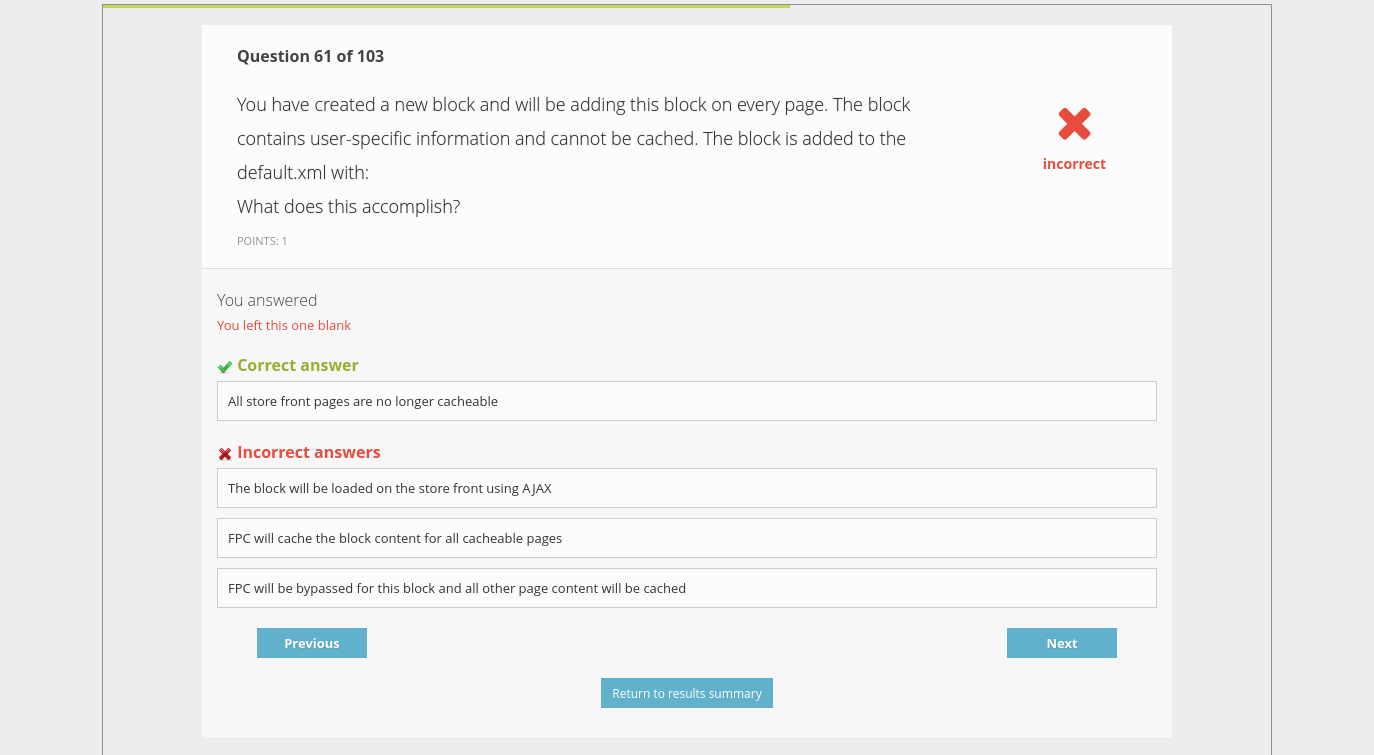 Question 61 of 103
You have created a new block and will be adding this block on every page. The block
contains user-specific information and cannot be cached. The block is added to the
default.xml with:
What does this accomplish?
POINTS: 1
incorrect
You answered
You left this one blank
Correct answer
All store front pages are no longer cacheable
Incorrect answers
The block will be loaded on the store front using AJAX
FPC will cache the block content for all cacheable pages
FPC will be bypassed for this block and all other page content will be cached
Previous
Next
Return to results summary